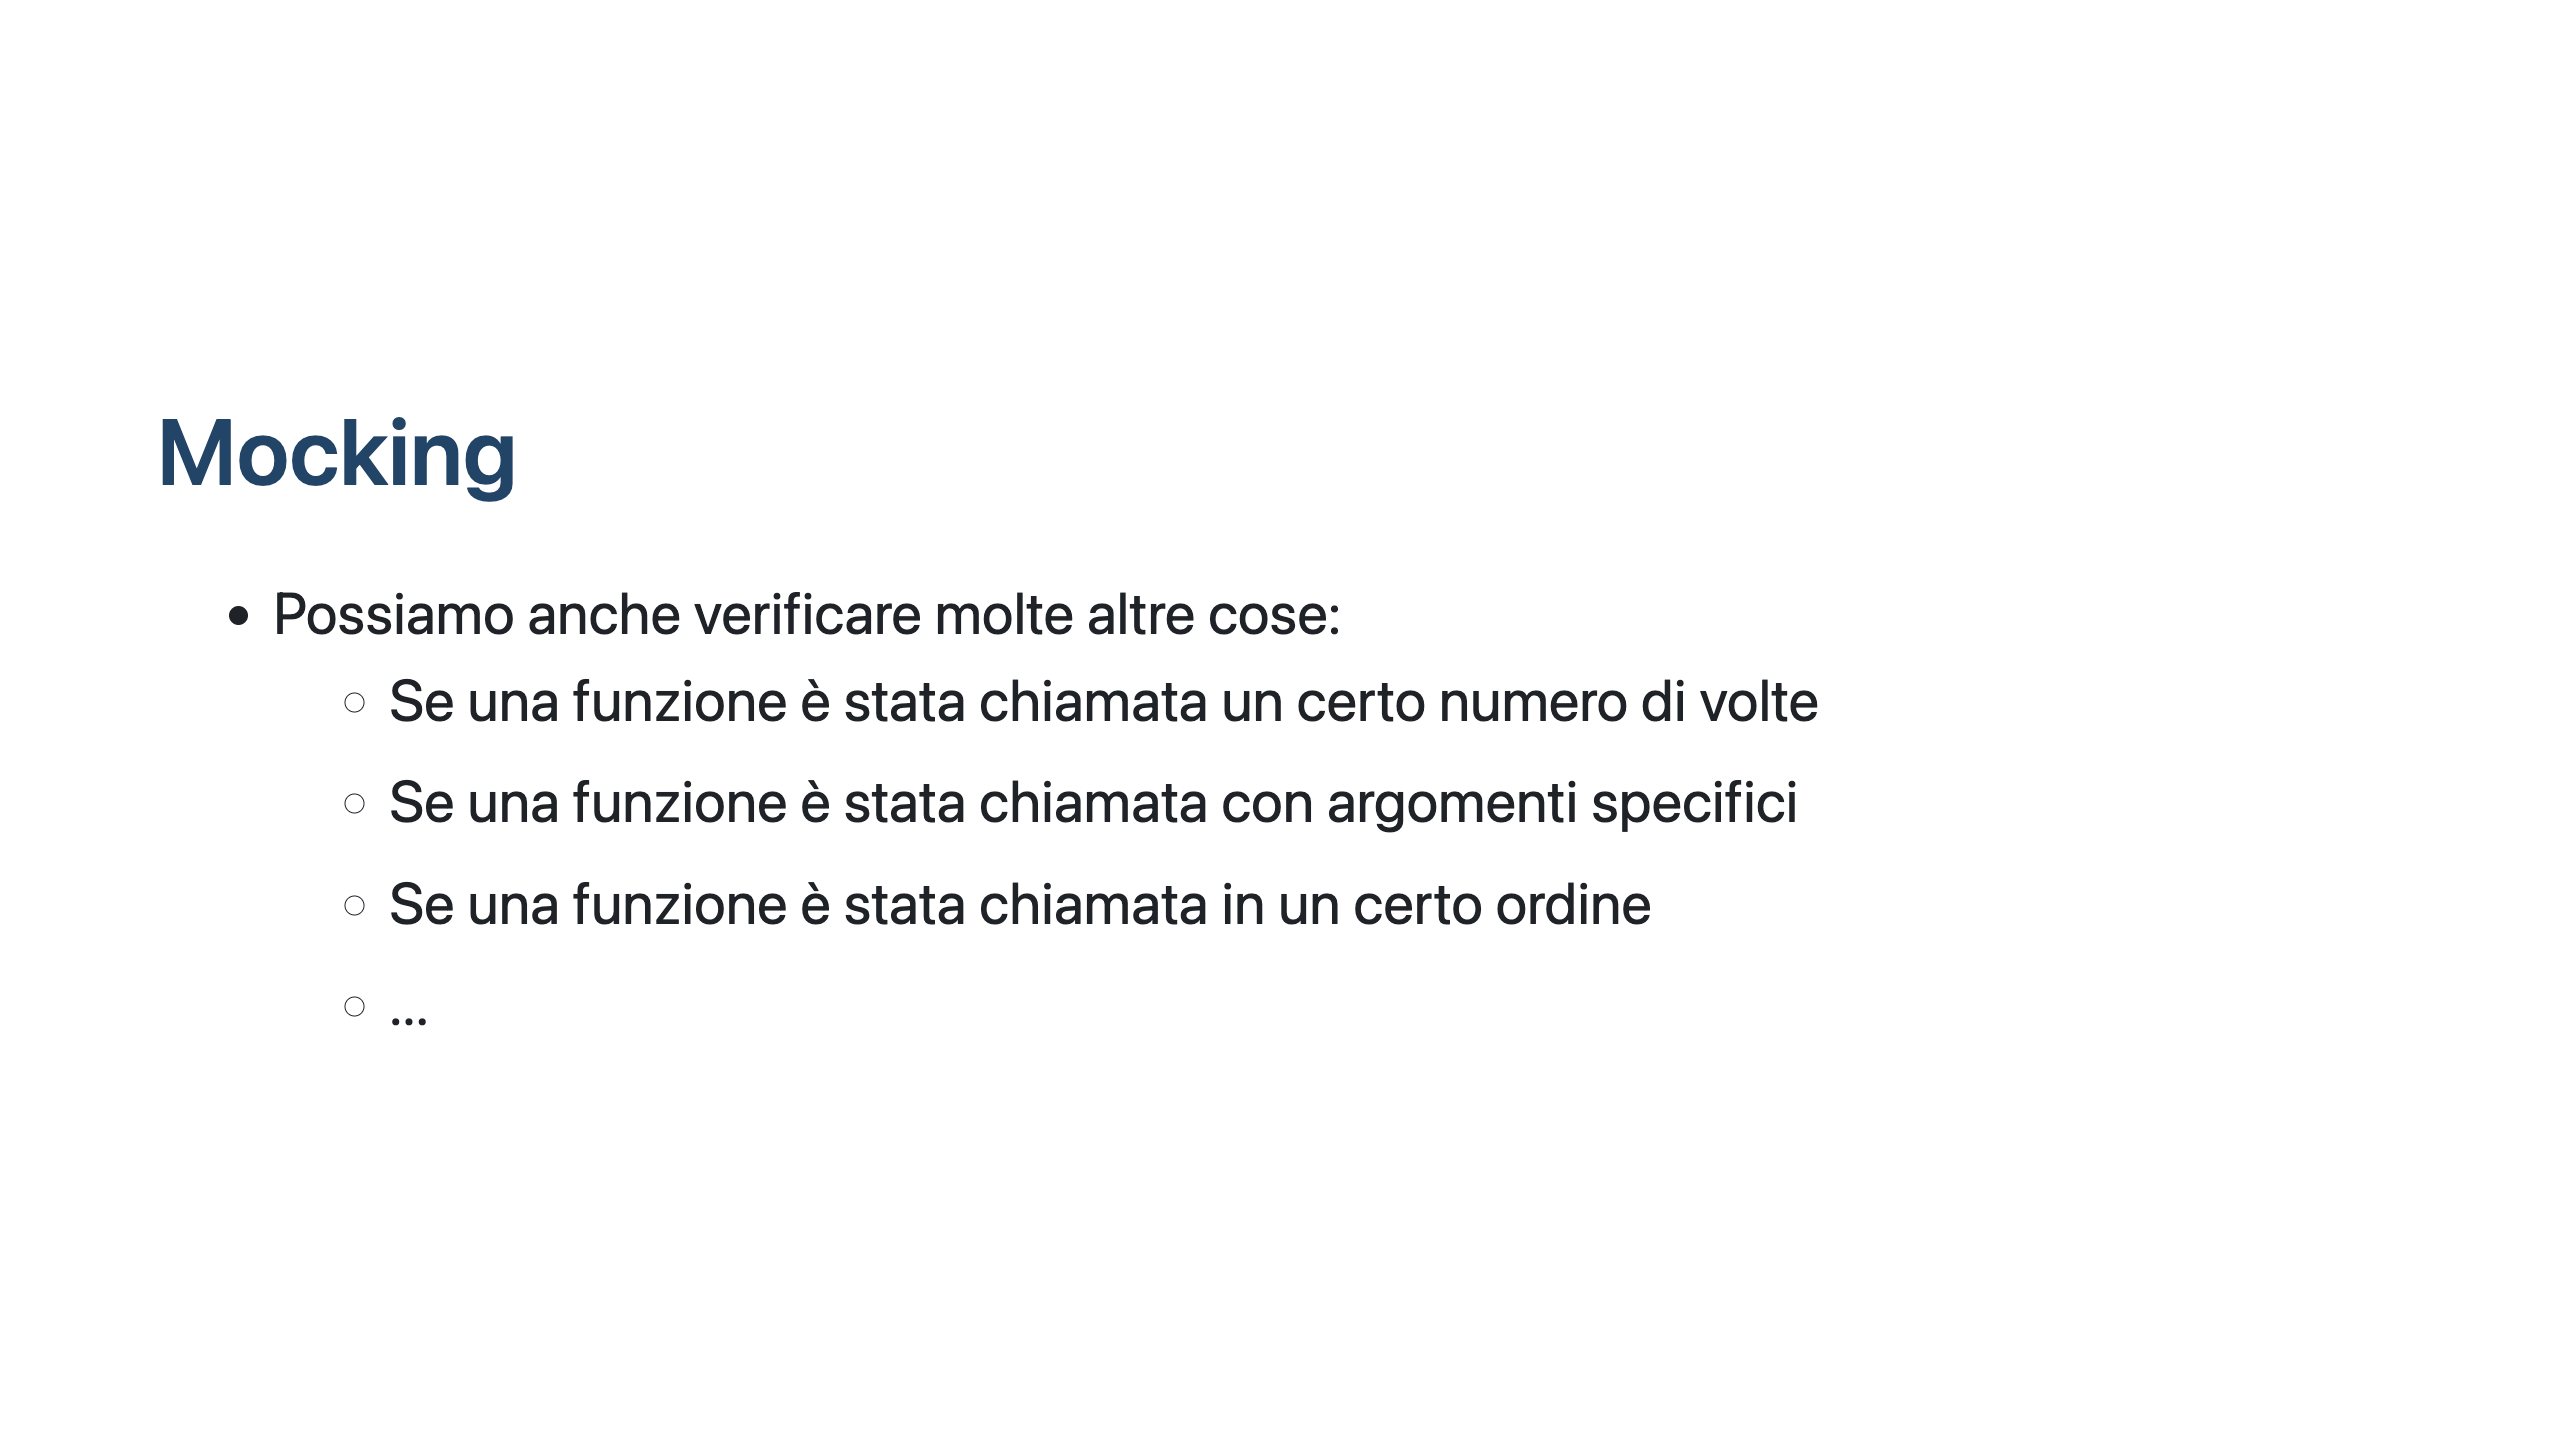 Mocking
• Possiamo anche verificare molte altre cose:
○ Se una funzione è stata chiamata un certo numero di volte
○ Se una funzione è stata chiamata con argomenti specifici
○ Se una funzione è stata chiamata in un certo ordine
○ ...